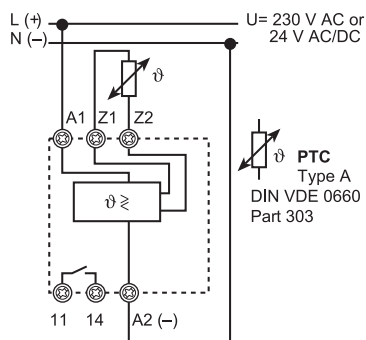 L (+)
N (–)
U= 230 V AC or
24 V AC/DC
ϑ
A1 Z1 Z2
ϑ PTC
Type A
DIN VDE 0660
Part 303
ϑ ≷
11 14 A2 (–)